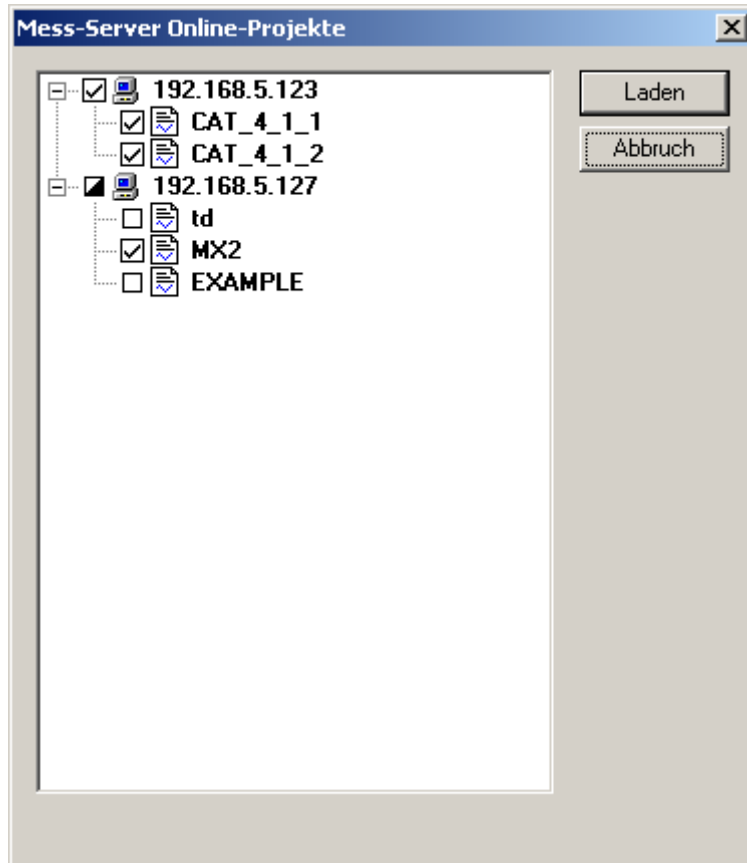 Mess-Server Online-Projekte
192.168.5.123
CAT_4_1_1
CAT_4_1_2
192.168.5.127
td
MX2
EXAMPLE
Laden
Abbruch